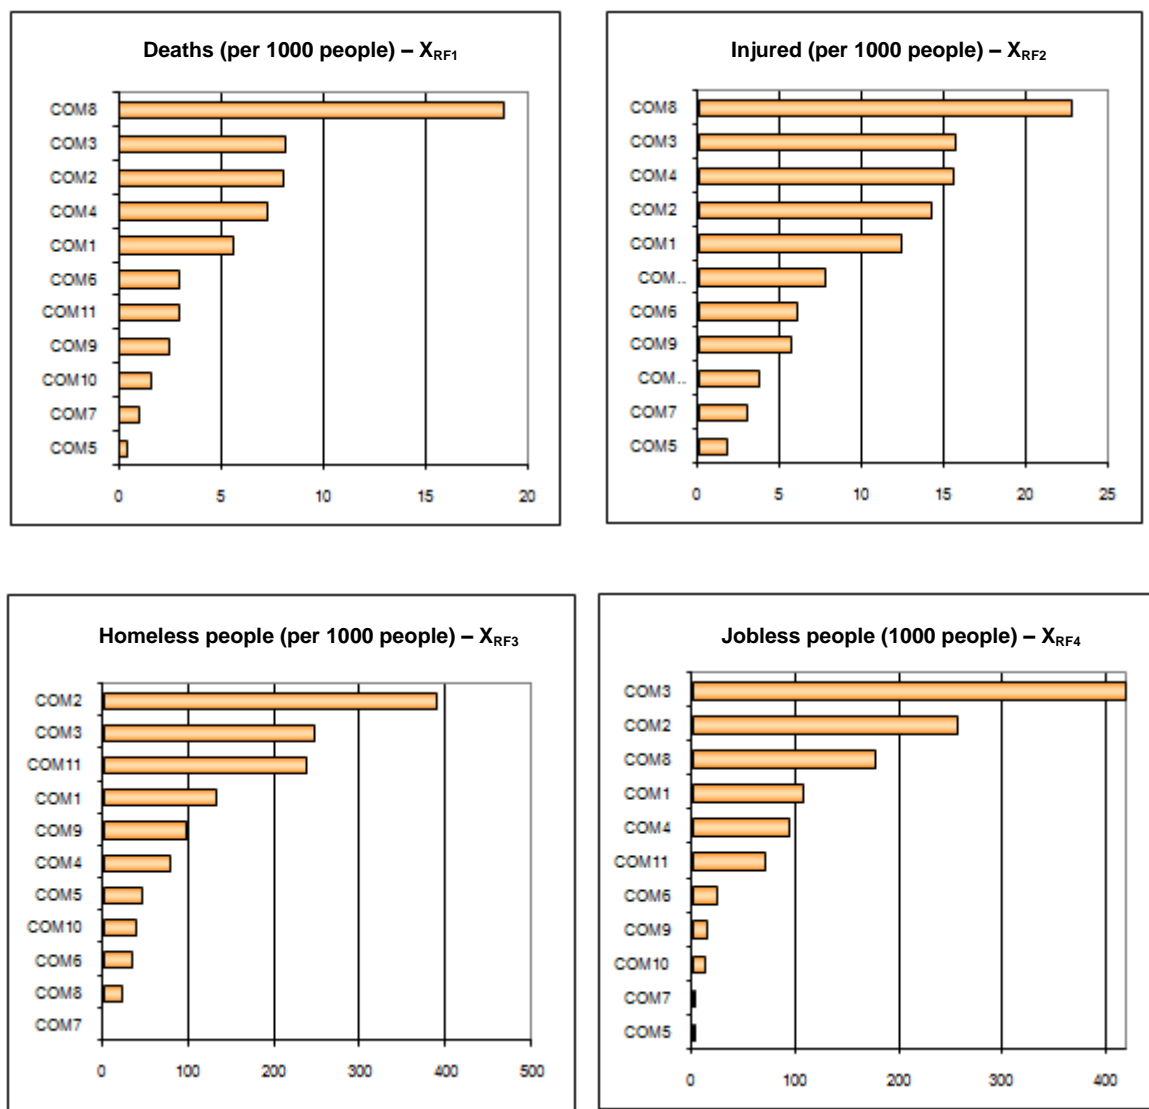 Deaths (per 1000 people) – XRF1
COM8
COM3
COM2
COM4
COM1
COM6
COM11
COM9
COM10
COM7
COM5
0 5 10 15 20
Injured (per 1000 people) – XRF2
COM8
COM3
COM4
COM2
COM1
COM..
COM6
COM9
COM..
COM7
COM5
0 5 10 15 20 25
Homeless people (per 1000 people) – XRF3
COM2
COM3
COM11
COM1
COM9
COM4
COM5
COM10
COM6
COM8
COM7
0 100 200 300 400 500
Jobless people (1000 people) – XRF4
COM3
COM2
COM8
COM1
COM4
COM11
COM6
COM9
COM10
COM7
COM5
0 100 200 300 400